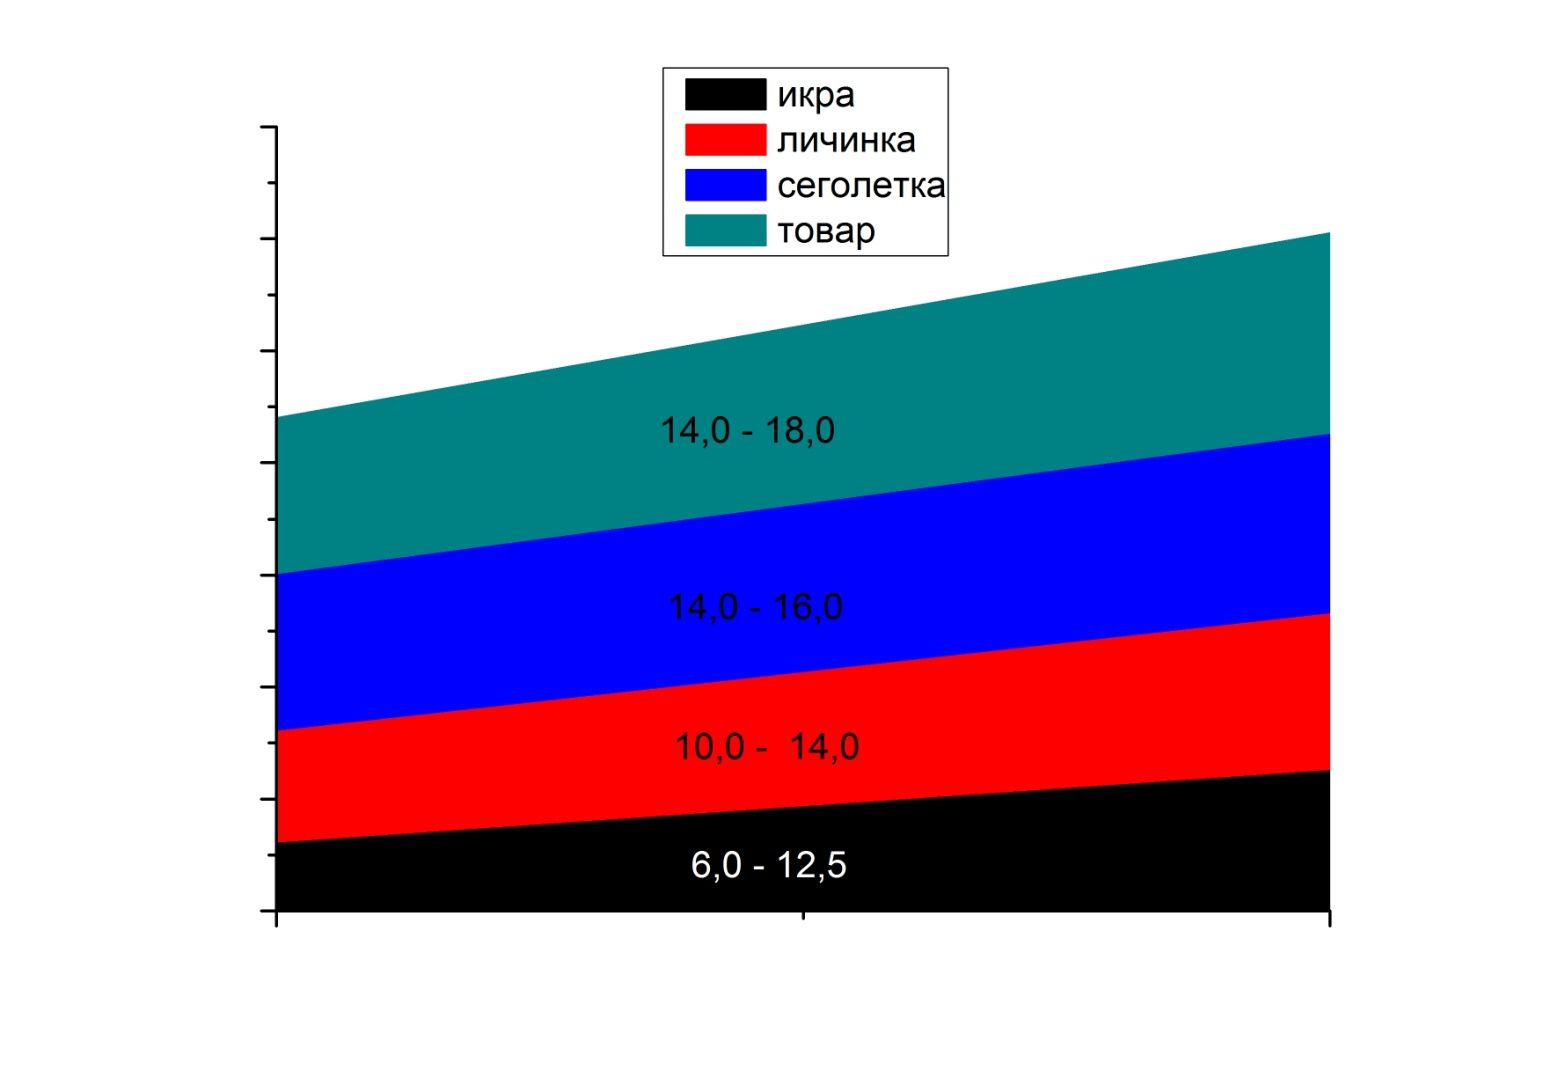 икра
личинка
сеголетка
товар
14,0 - 18,0
14,0 - 16,0
10,0 -  14,0
6,0 - 12,5